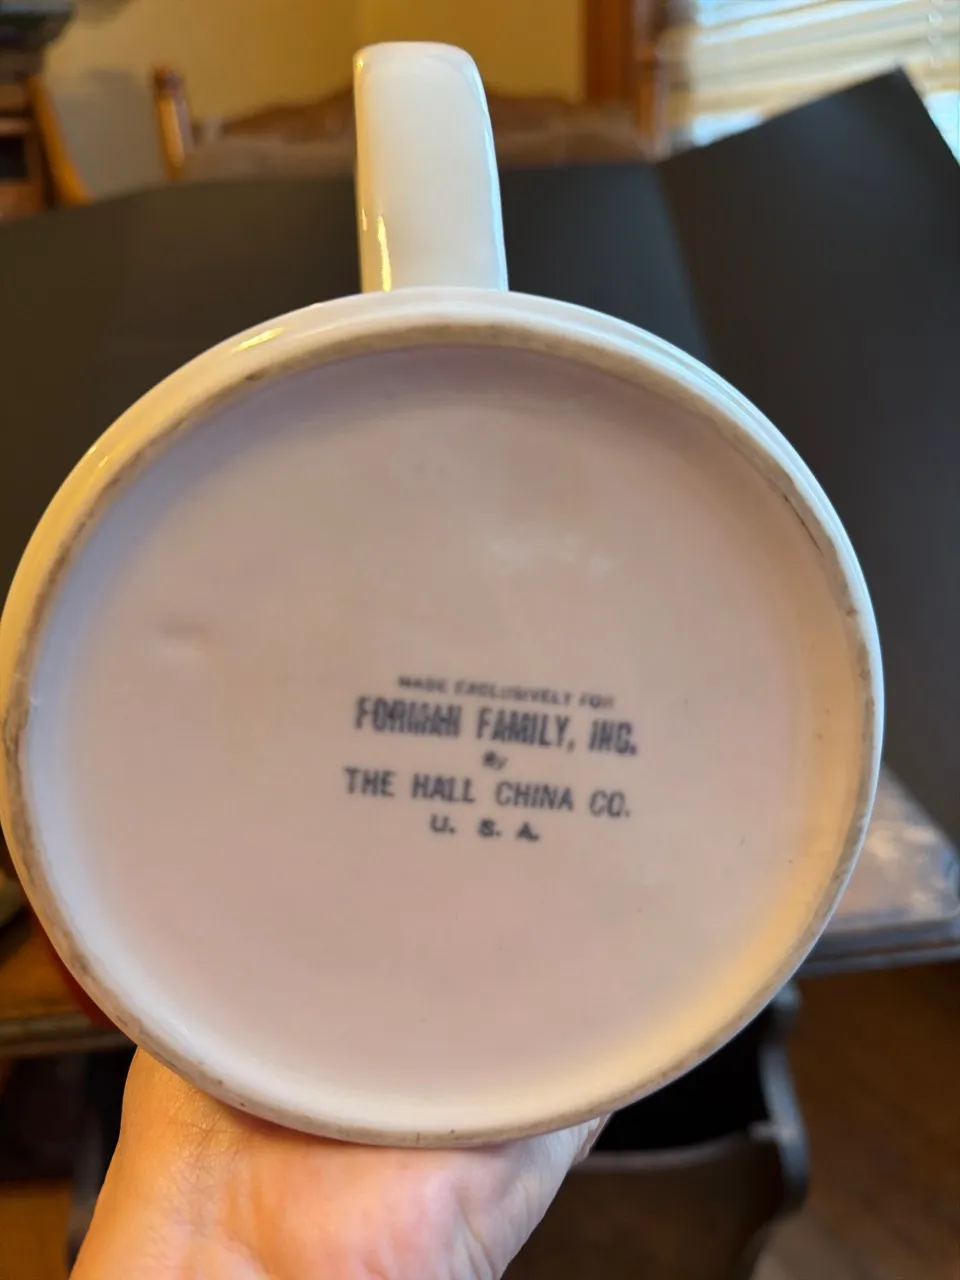 MADE EXCLUSIVELY FOR
FORMAN FAMILY, INC.
By
THE HALL CHINA CO.
U. S. A.